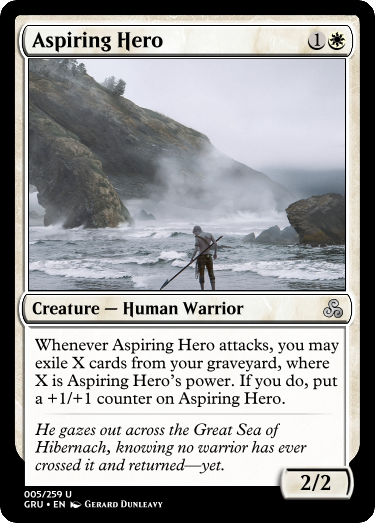 Aspiring Hero
1
Creature — Human Warrior
Whenever Aspiring Hero attacks, you may
exile X cards from your graveyard, where
X is Aspiring Hero's power. If you do, put
a +1/+1 counter on Aspiring Hero.
He gazes out across the Great Sea of
Hibernach, knowing no warrior has ever
crossed it and returned—yet.
2/2
005/259 U
GRU • EN Gerard Dunleavy